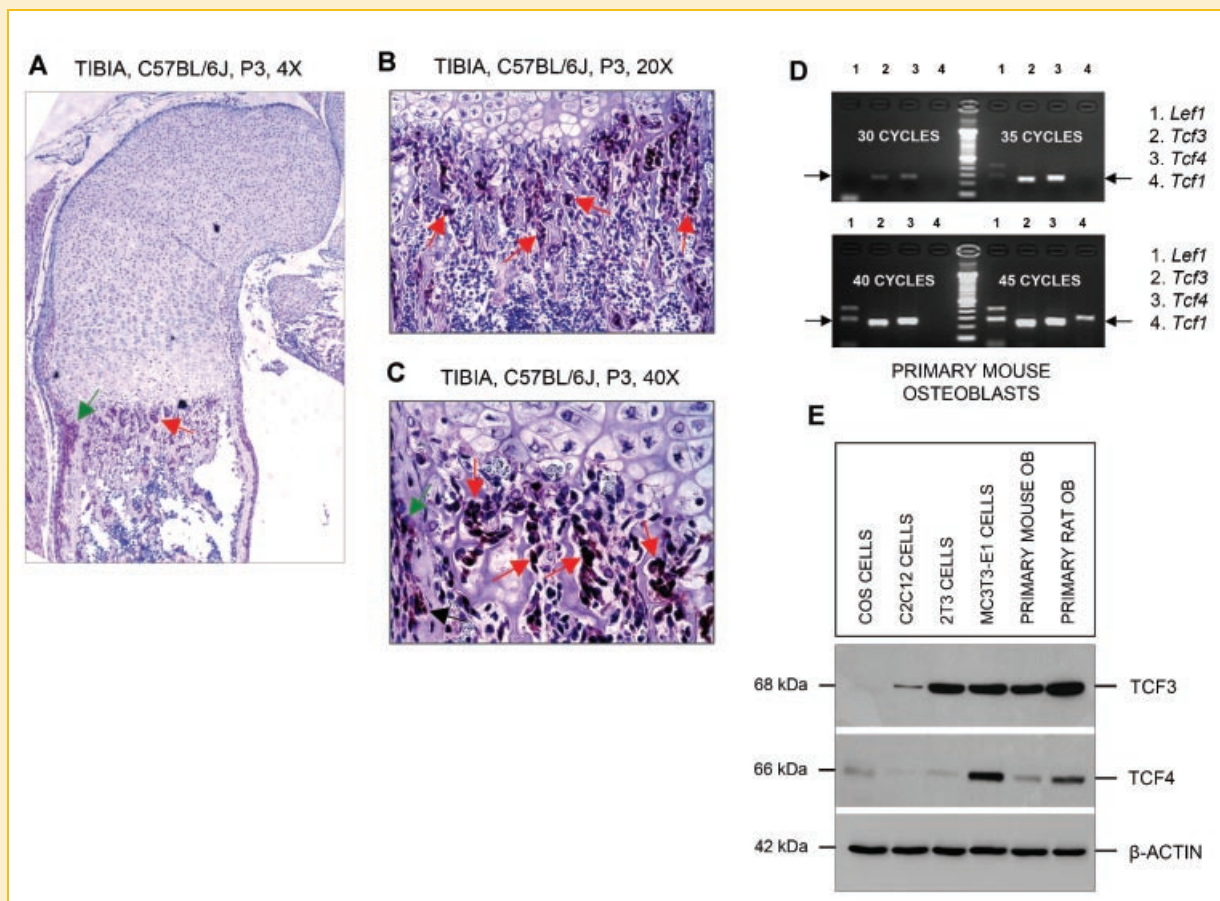 A TIBIA, C57BL/6J, P3, 4X
B TIBIA, C57BL/6J, P3, 20X
C TIBIA, C57BL/6J, P3, 40X
D
1 2 3 4 1 2 3 4
30 CYCLES 35 CYCLES
1. Lef1
2. Tcf3
3. Tcf4
4. Tcf1
1 2 3 4 1 2 3 4
40 CYCLES 45 CYCLES
1. Lef1
2. Tcf3
3. Tcf4
4. Tcf1
PRIMARY MOUSE
OSTEOBLASTS
E
COS CELLS
C2C12 CELLS
2T3 CELLS
MC3T3-E1 CELLS
PRIMARY MOUSE OB
PRIMARY RAT OB
68 kDa TCF3
66 kDa TCF4
42 kDa β-ACTIN